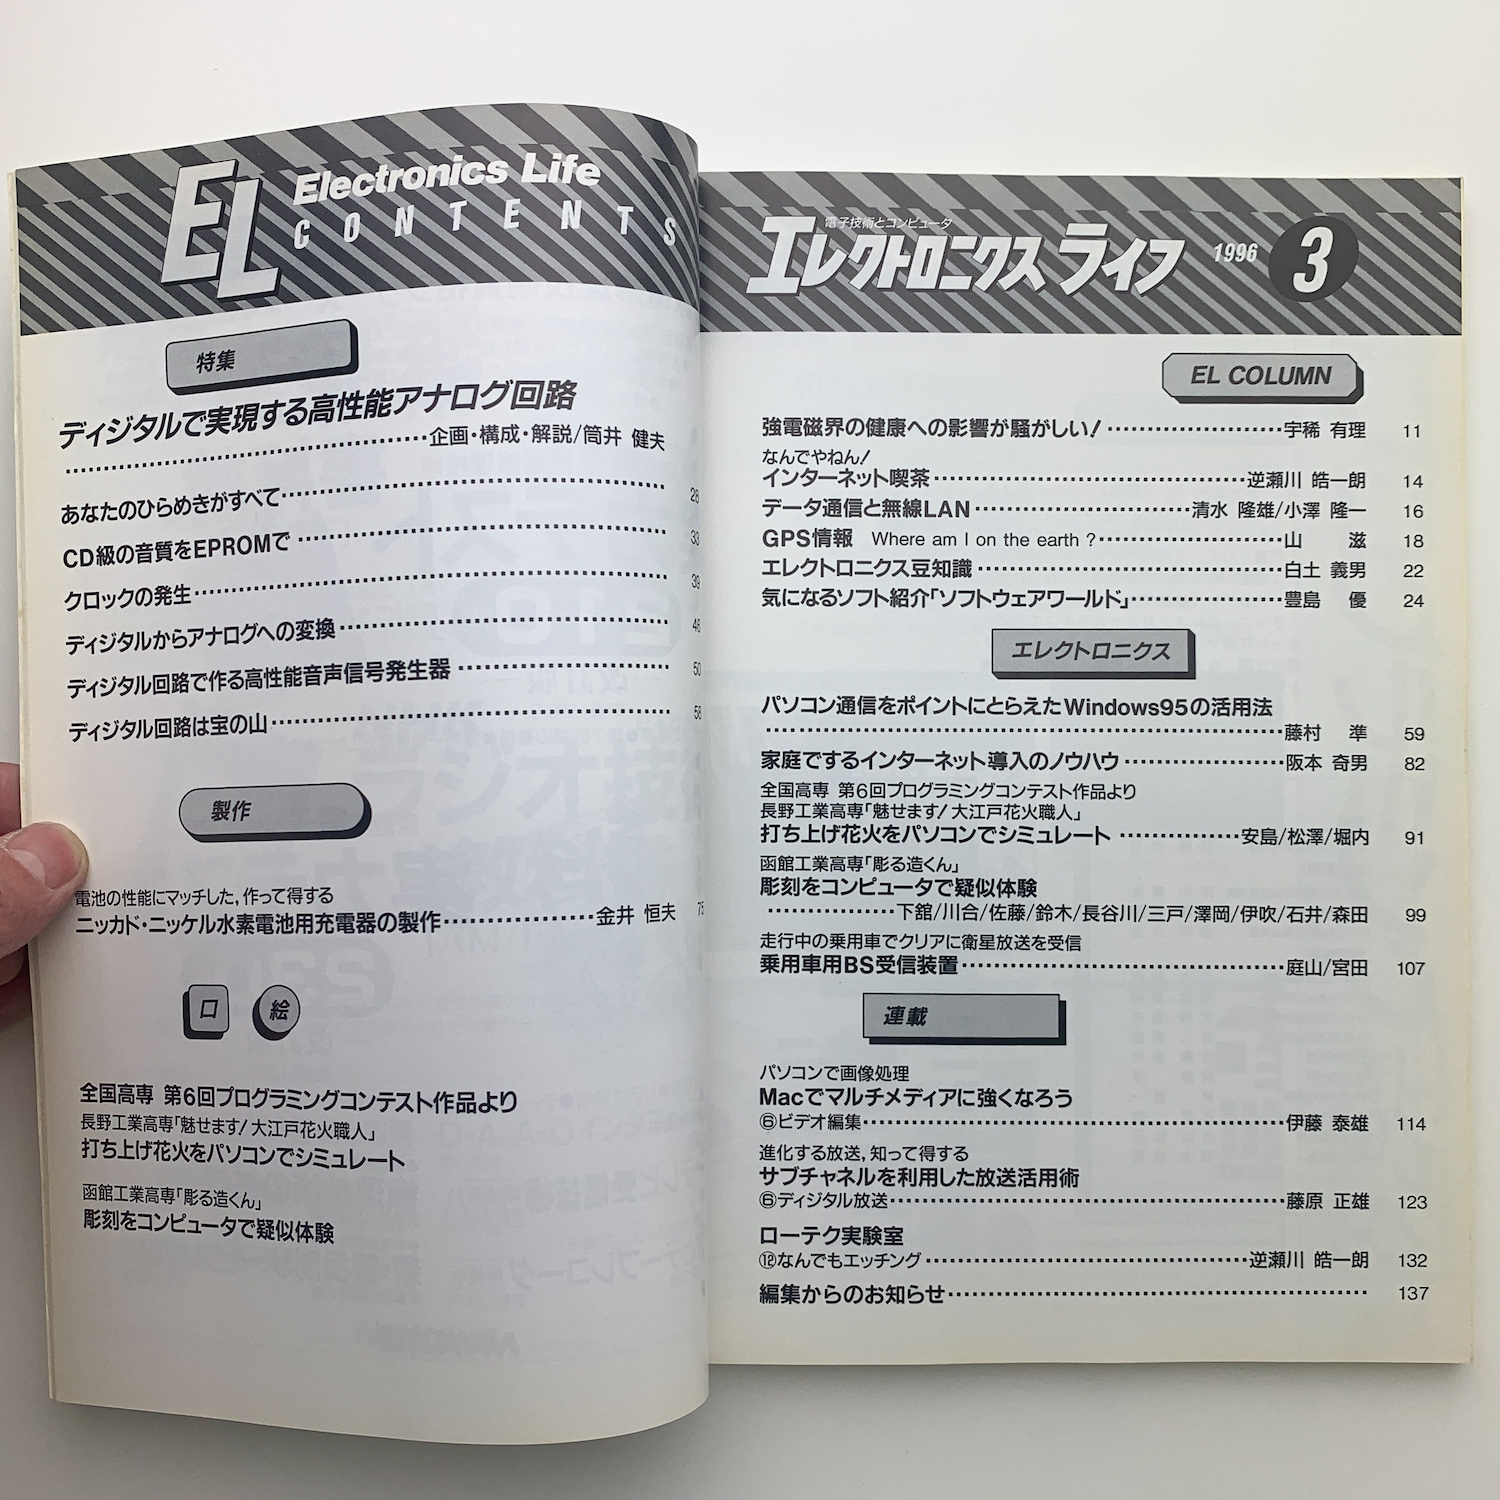 EL Electronics Life
CONTENTS
特集
ディジタルで実現する高性能アナログ回路
企画・構成・解説/筒井 健夫
あなたのひらめきがすべて 28
CD級の音質をEPROMで 33
クロックの発生 39
ディジタルからアナログへの変換 46
ディジタル回路で作る高性能音声信号発生器 50
ディジタル回路は宝の山 58
製作
電池の性能にマッチした,作って得する
ニッカド・ニッケル水素電池用充電器の製作 金井 恒夫 75
口 絵
全国高専 第6回プログラミングコンテスト作品より
長野工業高専「魅せます!大江戸花火職人」
打ち上げ花火をパソコンでシミュレート
函館工業高専「彫る造くん」
彫刻をコンピュータで疑似体験
電子技術とコンピュータ
エレクトロニクス ライフ 1996 3
EL COLUMN
強電磁界の健康への影響が騒がしい! 宇稀 有理 11
なんでやねん!
インターネット喫茶 逆瀬川 皓一朗 14
データ通信と無線LAN 清水 隆雄/小澤 隆一 16
GPS情報 Where am I on the earth ? 山 滋 18
エレクトロニクス豆知識 白土 義男 22
気になるソフト紹介「ソフトウェアワールド」 豊島 優 24
エレクトロニクス
パソコン通信をポイントにとらえたWindows95の活用法
藤村 準 59
家庭でするインターネット導入のノウハウ 阪本 奇男 82
全国高専 第6回プログラミングコンテスト作品より
長野工業高専「魅せます!大江戸花火職人」
打ち上げ花火をパソコンでシミュレート 安島/松澤/堀内 91
函館工業高専「彫る造くん」
彫刻をコンピュータで疑似体験
下舘/川合/佐藤/鈴木/長谷川/三戸/澤岡/伊吹/石井/森田 99
走行中の乗用車でクリアに衛星放送を受信
乗用車用BS受信装置 庭山/宮田 107
連載
パソコンで画像処理
Macでマルチメディアに強くなろう
⑥ビデオ編集 伊藤 泰雄 114
進化する放送,知って得する
サブチャネルを利用した放送活用術
⑥ディジタル放送 藤原 正雄 123
ローテク実験室
⑫なんでもエッチング 逆瀬川 皓一朗 132
編集からのお知らせ 137